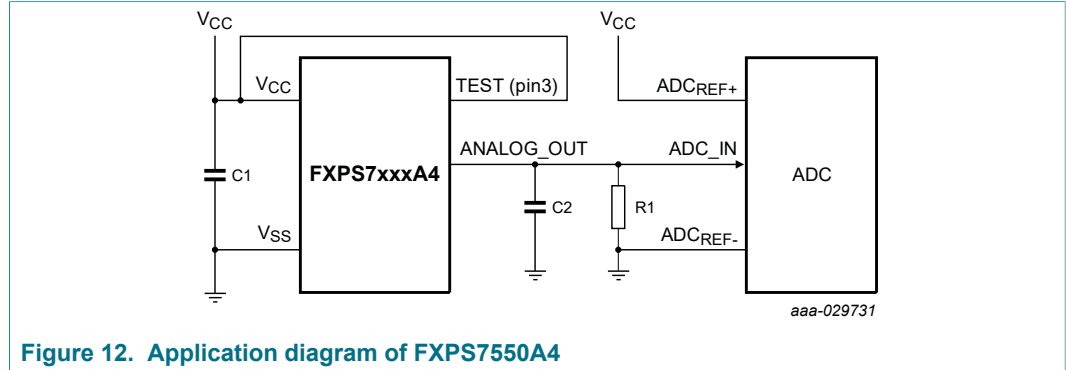 VCC
VCC
VCC
TEST (pin3)
ADCREF+
ANALOG_OUT
ADC_IN
FXPS7xxxA4
ADC
C1
C2
R1
VSS
ADCREF-
aaa-029731
Figure 12. Application diagram of FXPS7550A4